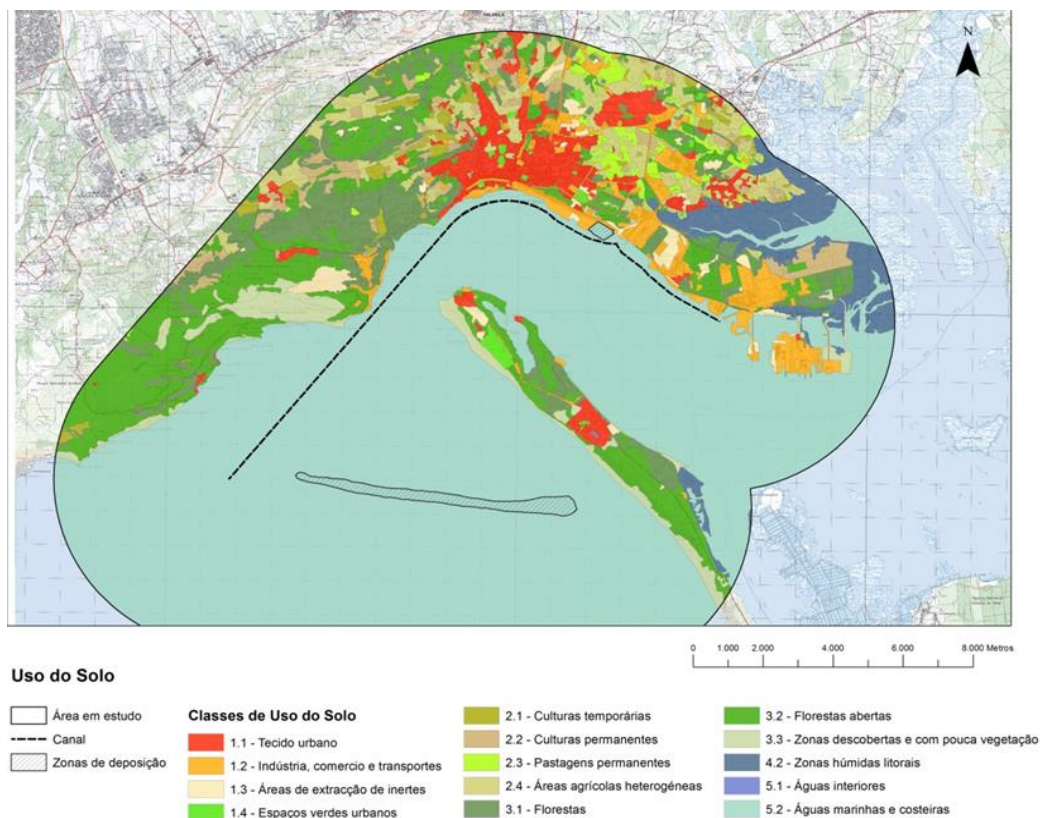 PALMELA
N
0 1.000 2.000 4.000 6.000 8.000 Metros
Uso do Solo
Área em estudo
Canal
Zonas de deposição
Classes de Uso do Solo
1.1 - Tecido urbano
1.2 - Indústria, comercio e transportes
1.3 - Áreas de extracção de inertes
1.4 - Espaços verdes urbanos
2.1 - Culturas temporárias
2.2 - Culturas permanentes
2.3 - Pastagens permanentes
2.4 - Áreas agrícolas heterogéneas
3.1 - Florestas
3.2 - Florestas abertas
3.3 - Zonas descobertas e com pouca vegetação
4.2 - Zonas húmidas litorais
5.1 - Águas interiores
5.2 - Águas marinhas e costeiras